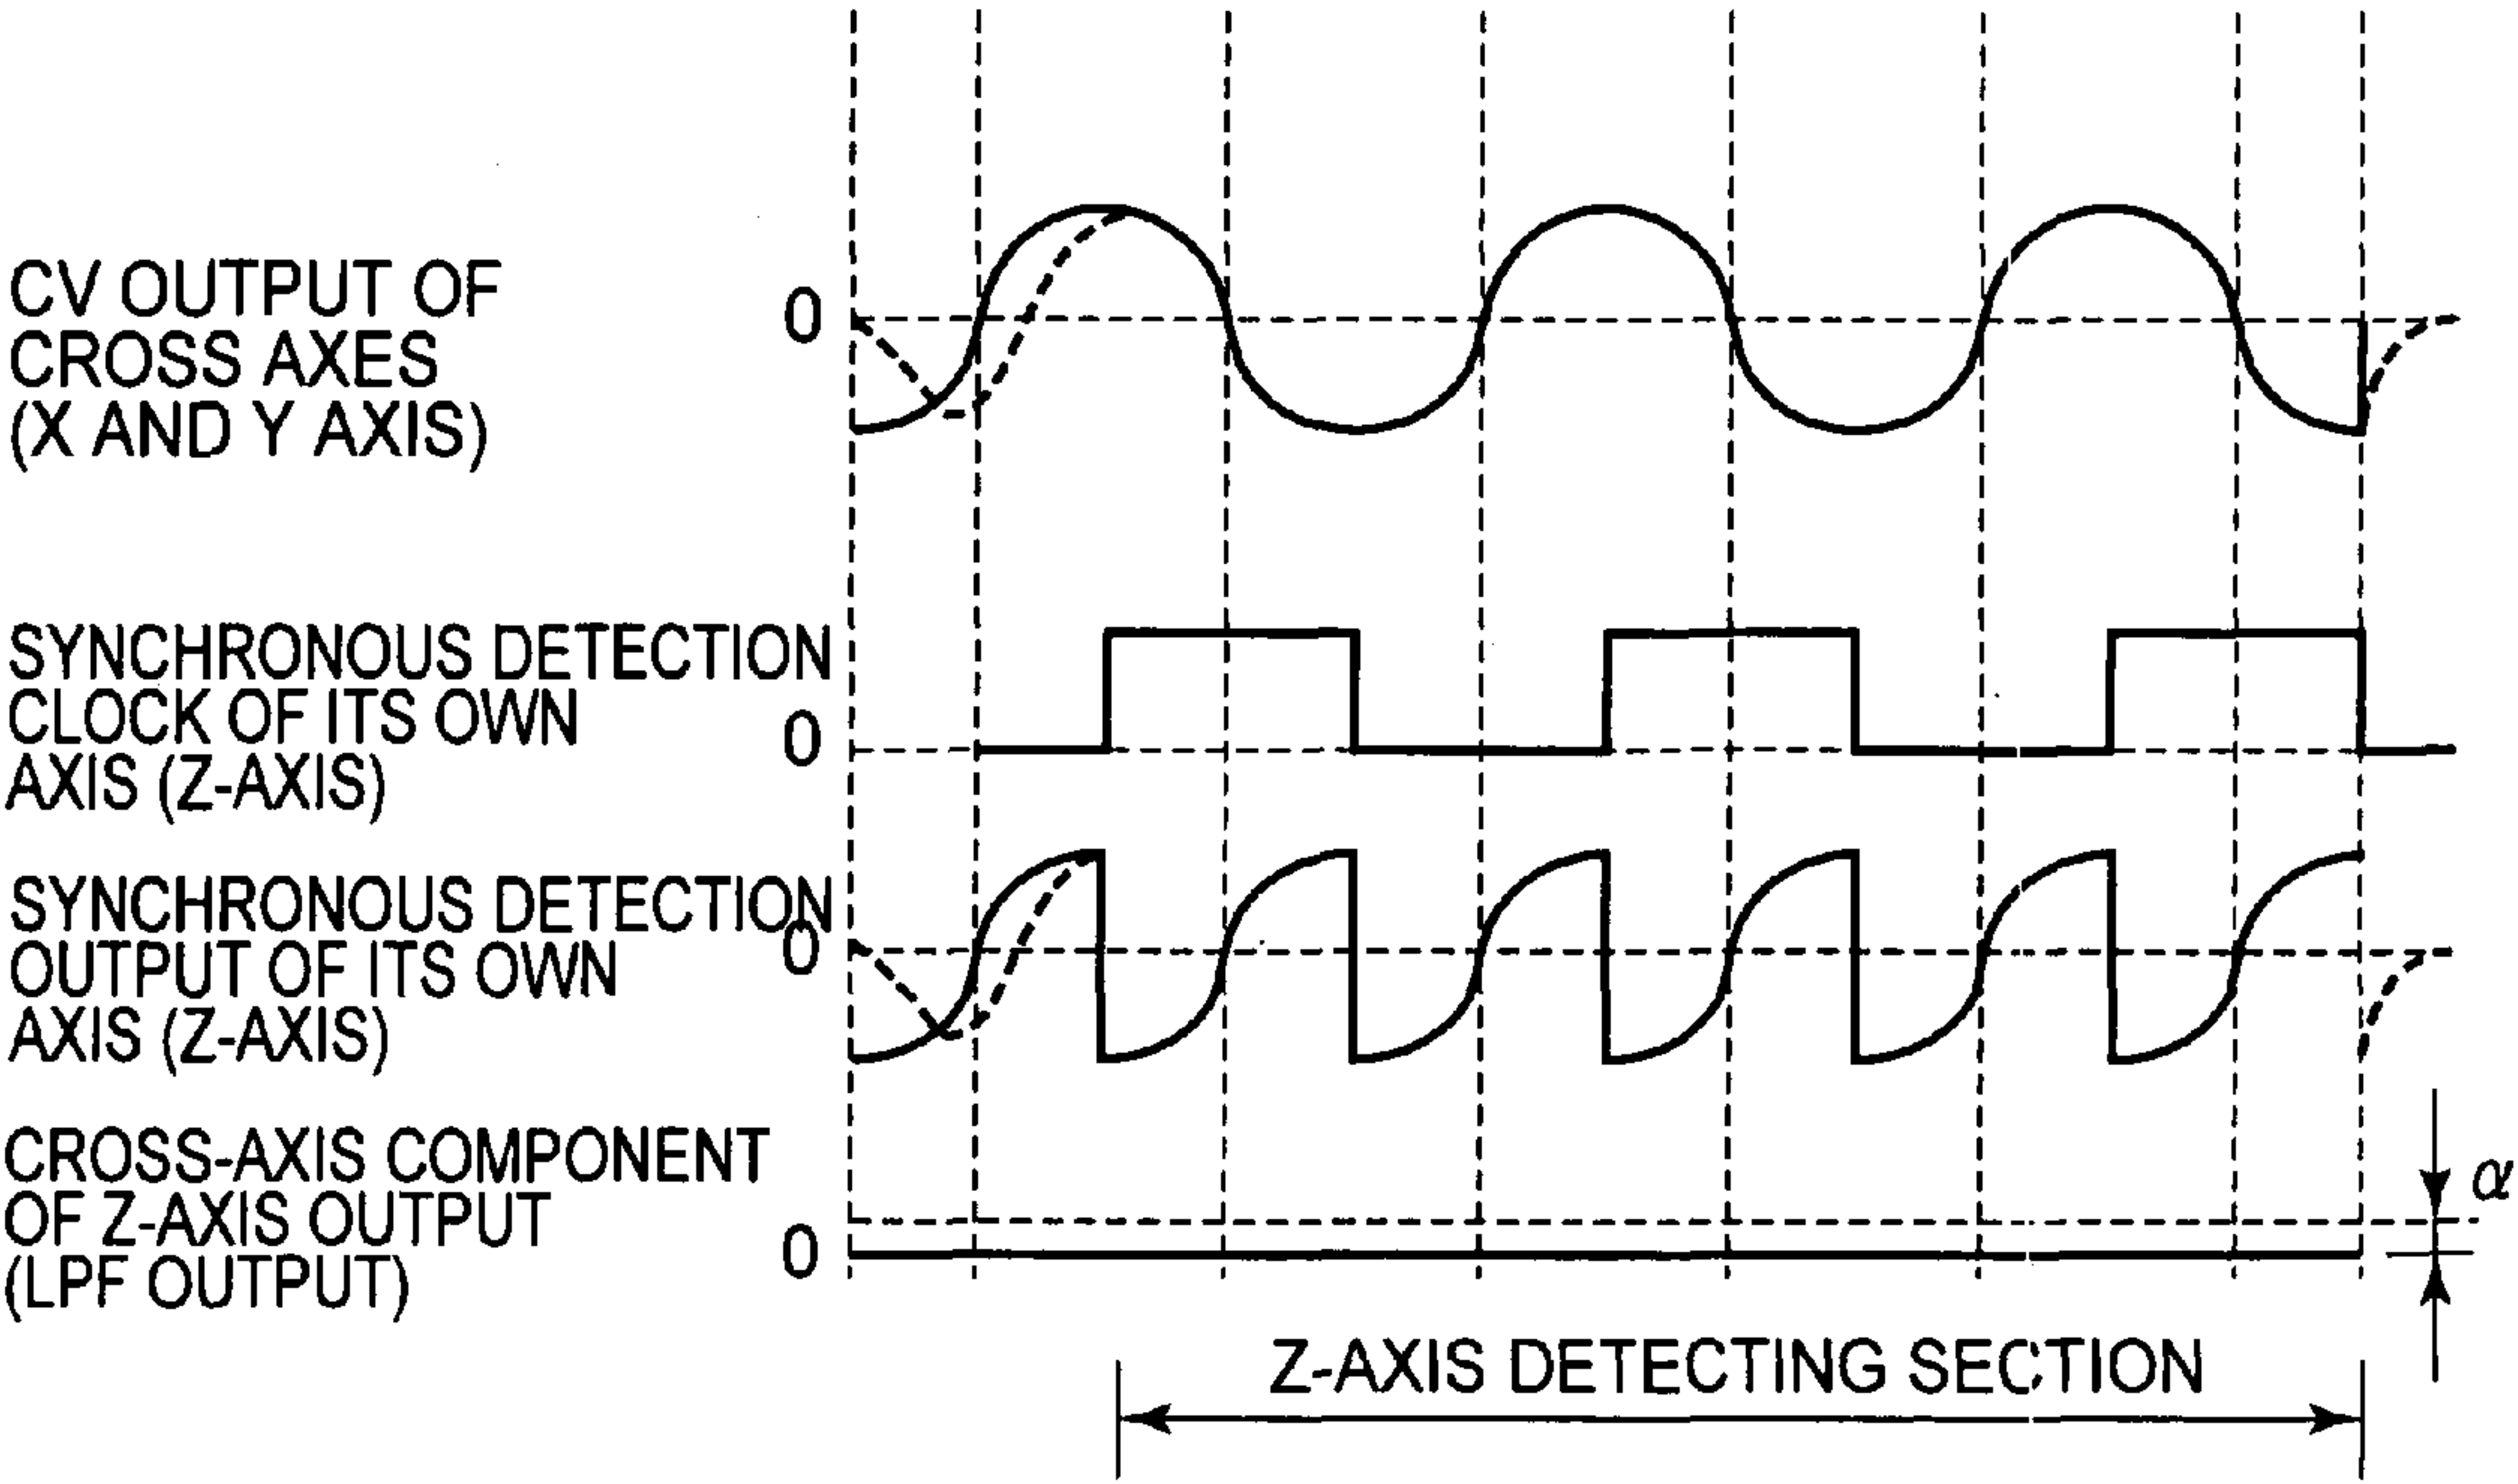 CV OUTPUT OF
CROSS AXES
(X AND Y AXIS)
0
SYNCHRONOUS DETECTION
CLOCK OF ITS OWN
AXIS (Z-AXIS)
0
SYNCHRONOUS DETECTION
OUTPUT OF ITS OWN
AXIS (Z-AXIS)
0
CROSS-AXIS COMPONENT
OF Z-AXIS OUTPUT
(LPF OUTPUT)
0
α
Z-AXIS DETECTING SECTION